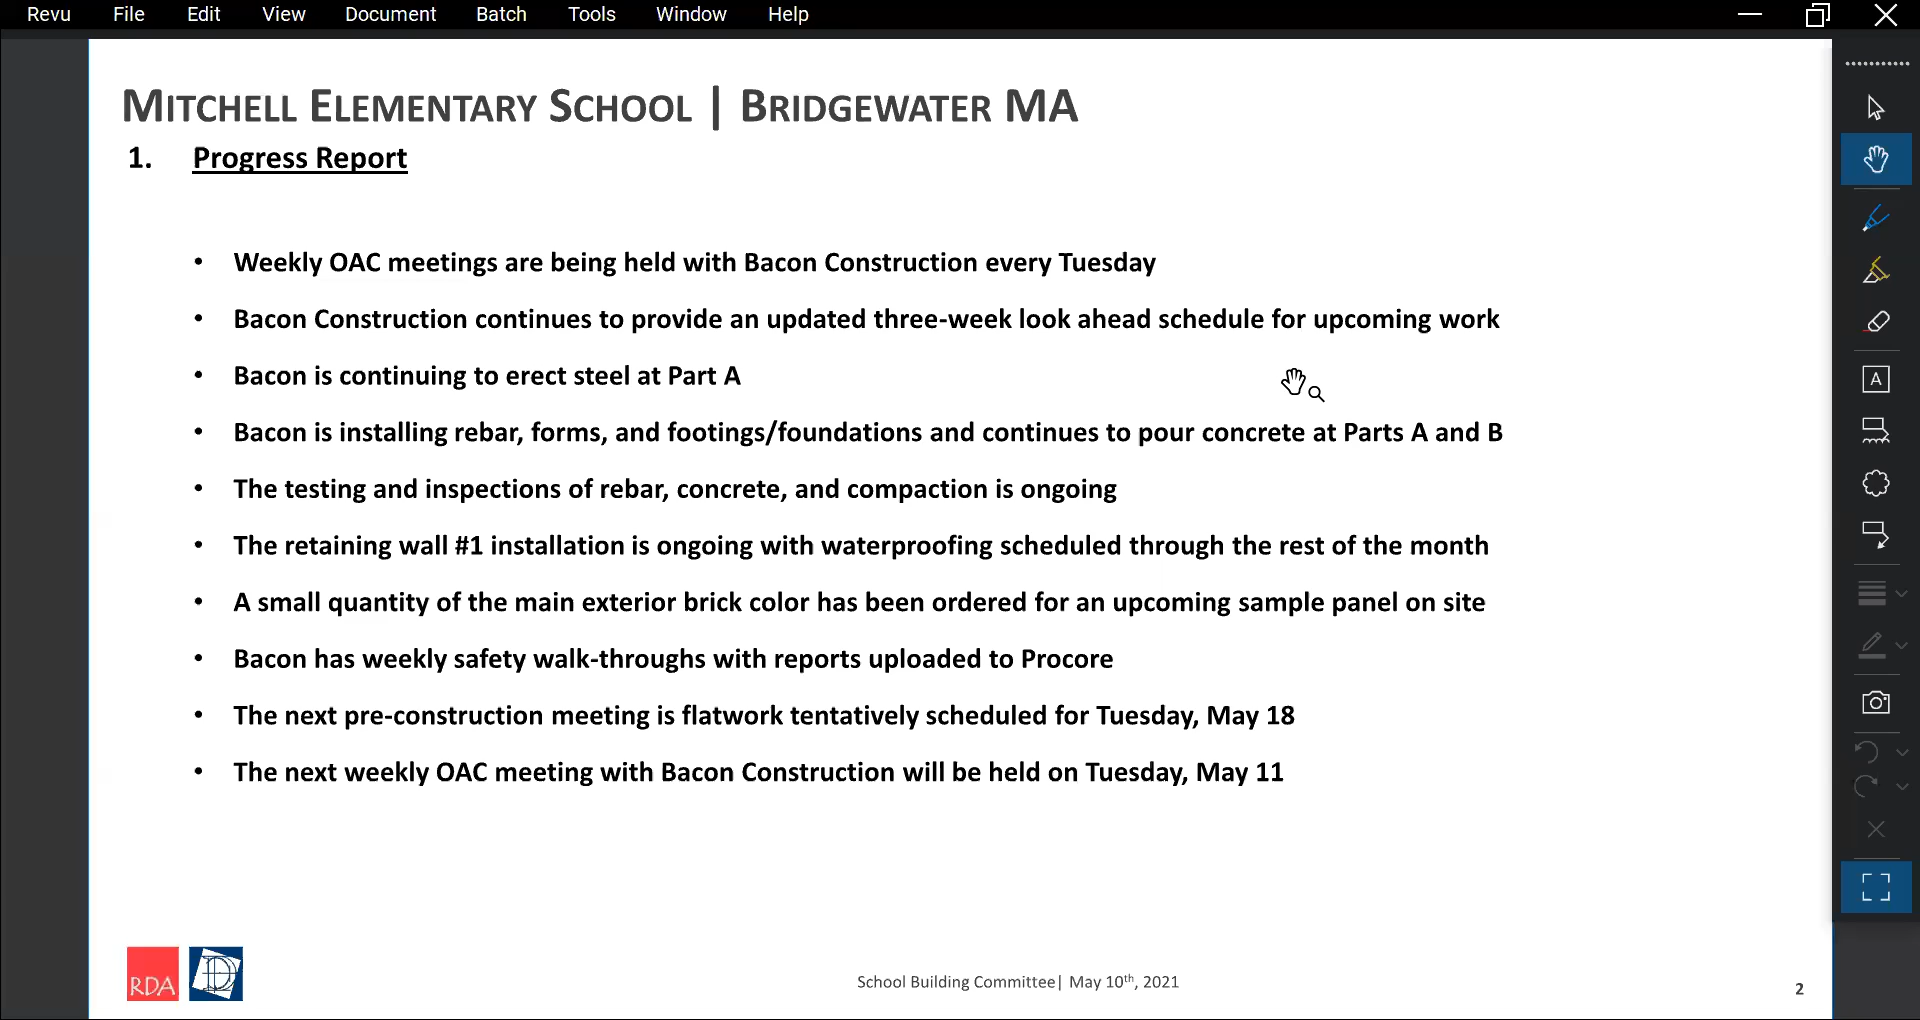 Revu File Edit View Document Batch Tools Window Help
MITCHELL ELEMENTARY SCHOOL | BRIDGEWATER MA
1. Progress Report
• Weekly OAC meetings are being held with Bacon Construction every Tuesday
• Bacon Construction continues to provide an updated three-week look ahead schedule for upcoming work
• Bacon is continuing to erect steel at Part A
• Bacon is installing rebar, forms, and footings/foundations and continues to pour concrete at Parts A and B
• The testing and inspections of rebar, concrete, and compaction is ongoing
• The retaining wall #1 installation is ongoing with waterproofing scheduled through the rest of the month
• A small quantity of the main exterior brick color has been ordered for an upcoming sample panel on site
• Bacon has weekly safety walk-throughs with reports uploaded to Procore
• The next pre-construction meeting is flatwork tentatively scheduled for Tuesday, May 18
• The next weekly OAC meeting with Bacon Construction will be held on Tuesday, May 11
RDA
School Building Committee| May 10th, 2021
2
A